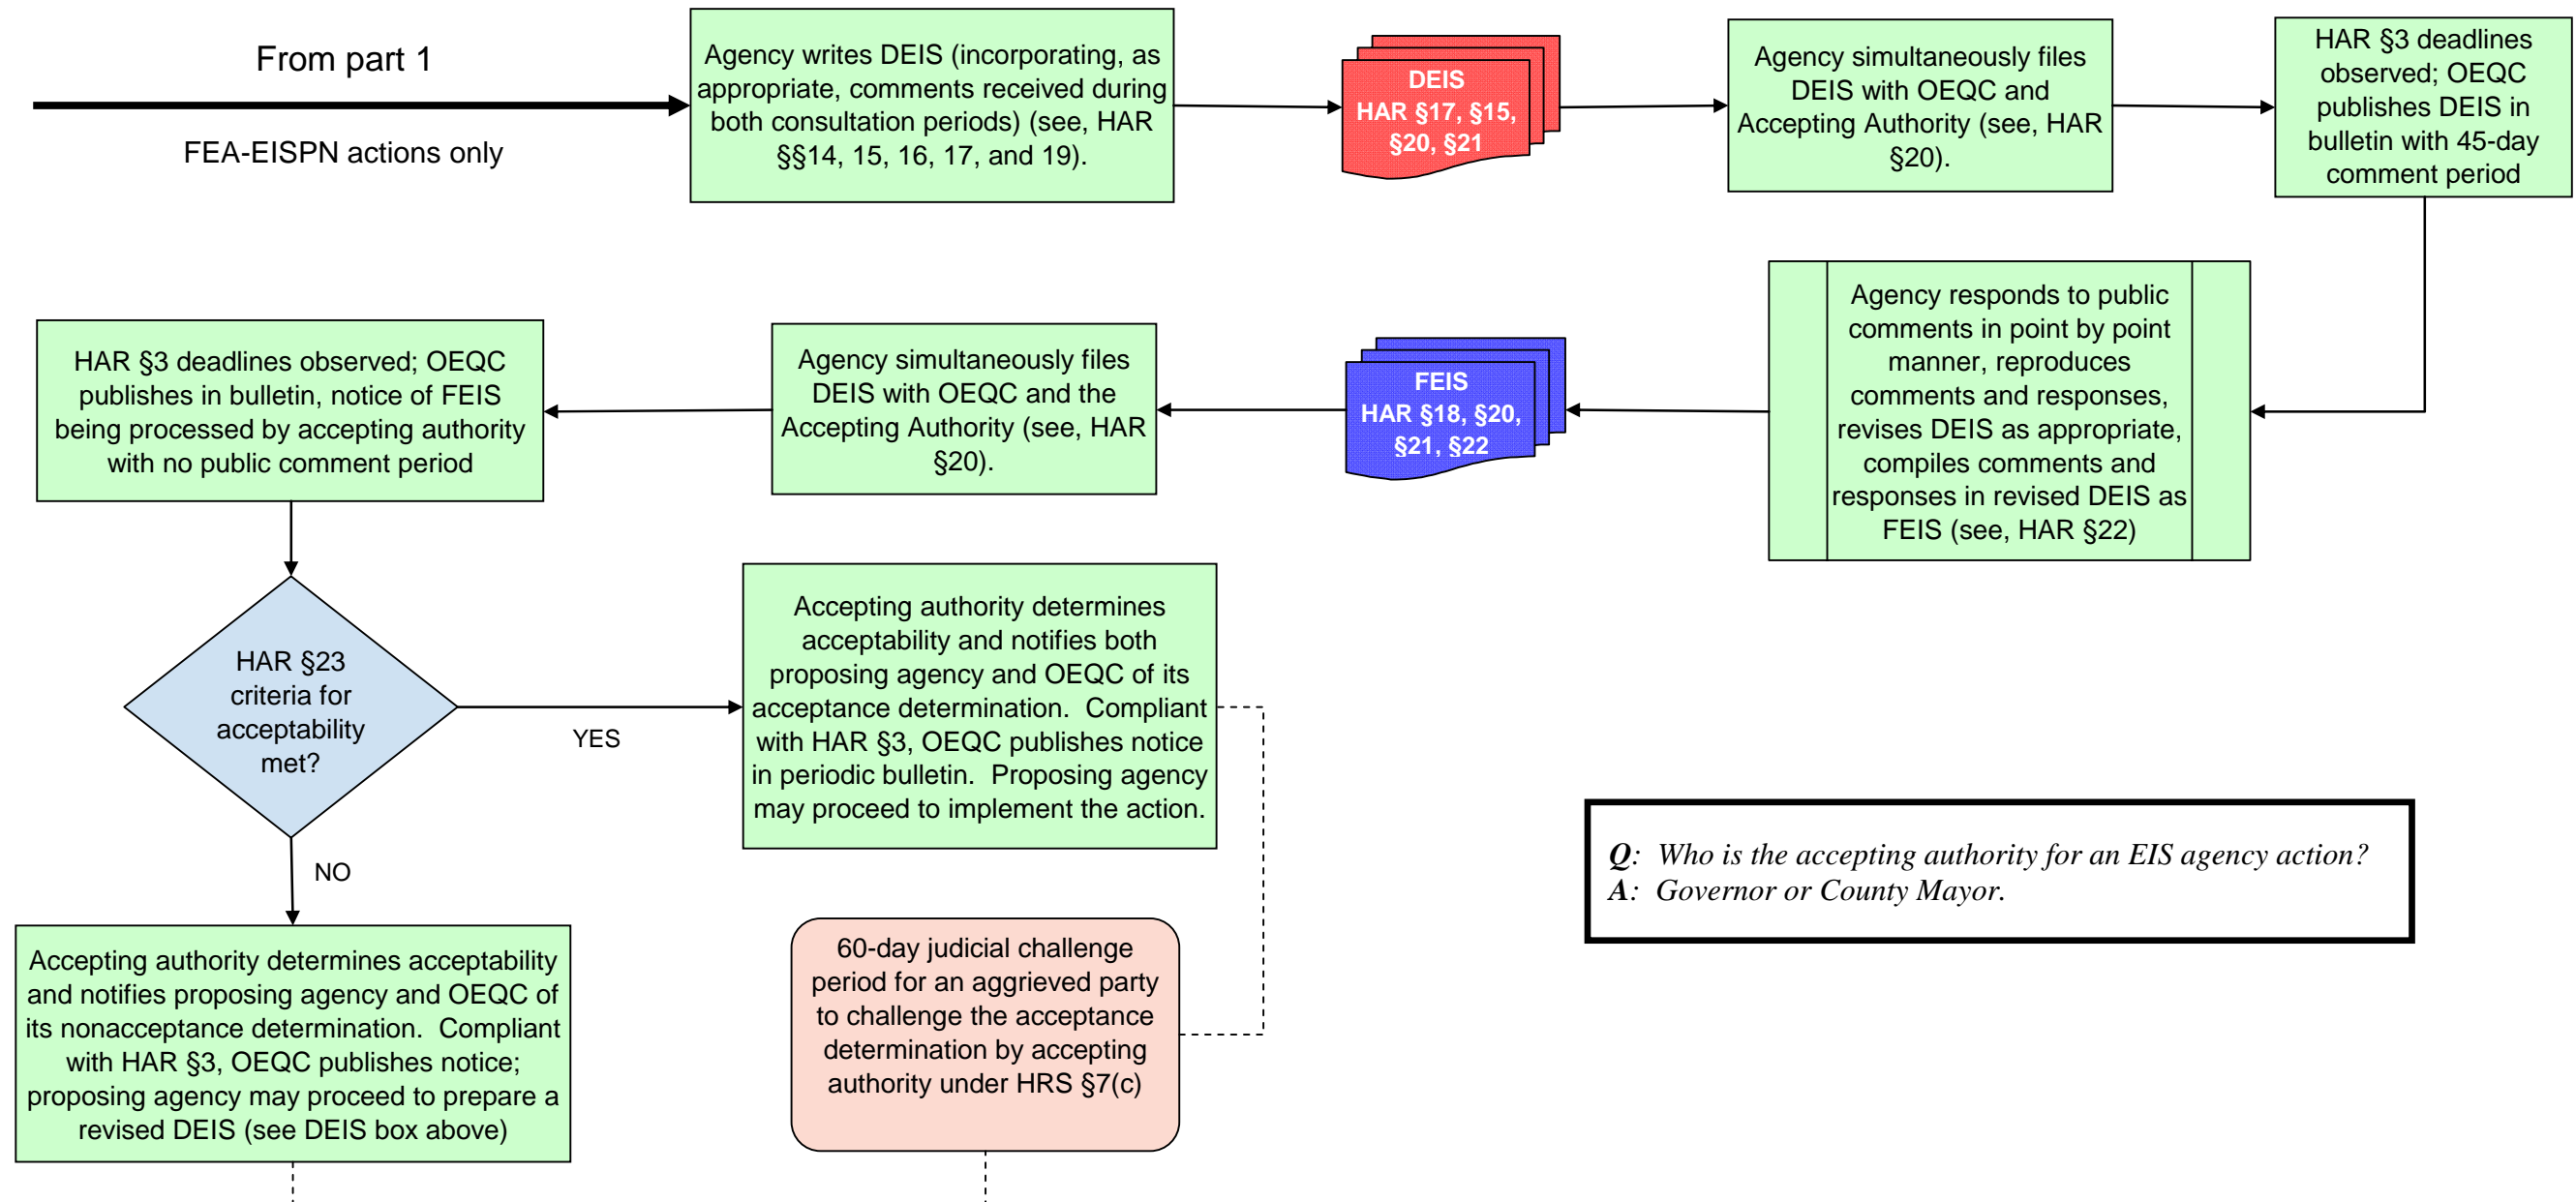 From part 1
FEA-EISPN actions only
Agency writes DEIS (incorporating, as
appropriate, comments received during
both consultation periods) (see, HAR
§§14, 15, 16, 17, and 19).
DEIS
HAR §17, §15,
§20, §21
Agency simultaneously files
DEIS with OEQC and
Accepting Authority (see, HAR
§20).
HAR §3 deadlines
observed; OEQC
publishes DEIS in
bulletin with 45-day
comment period
Agency responds to public
comments in point by point
manner, reproduces
comments and responses,
revises DEIS as appropriate,
compiles comments and
responses in revised DEIS as
FEIS (see, HAR §22)
FEIS
HAR §18, §20,
§21, §22
Agency simultaneously files
DEIS with OEQC and the
Accepting Authority (see, HAR
§20).
HAR §3 deadlines observed; OEQC
publishes in bulletin, notice of FEIS
being processed by accepting authority
with no public comment period
HAR §23
criteria for
acceptability
met?
YES
NO
Accepting authority determines
acceptability and notifies both
proposing agency and OEQC of its
acceptance determination.  Compliant
with HAR §3, OEQC publishes notice
in periodic bulletin.  Proposing agency
may proceed to implement the action.
Q:  Who is the accepting authority for an EIS agency action?
A:  Governor or County Mayor.
Accepting authority determines acceptability
and notifies proposing agency and OEQC of
its nonacceptance determination.  Compliant
with HAR §3, OEQC publishes notice;
proposing agency may proceed to prepare a
revised DEIS (see DEIS box above)
60-day judicial challenge
period for an aggrieved party
to challenge the acceptance
determination by accepting
authority under HRS §7(c)